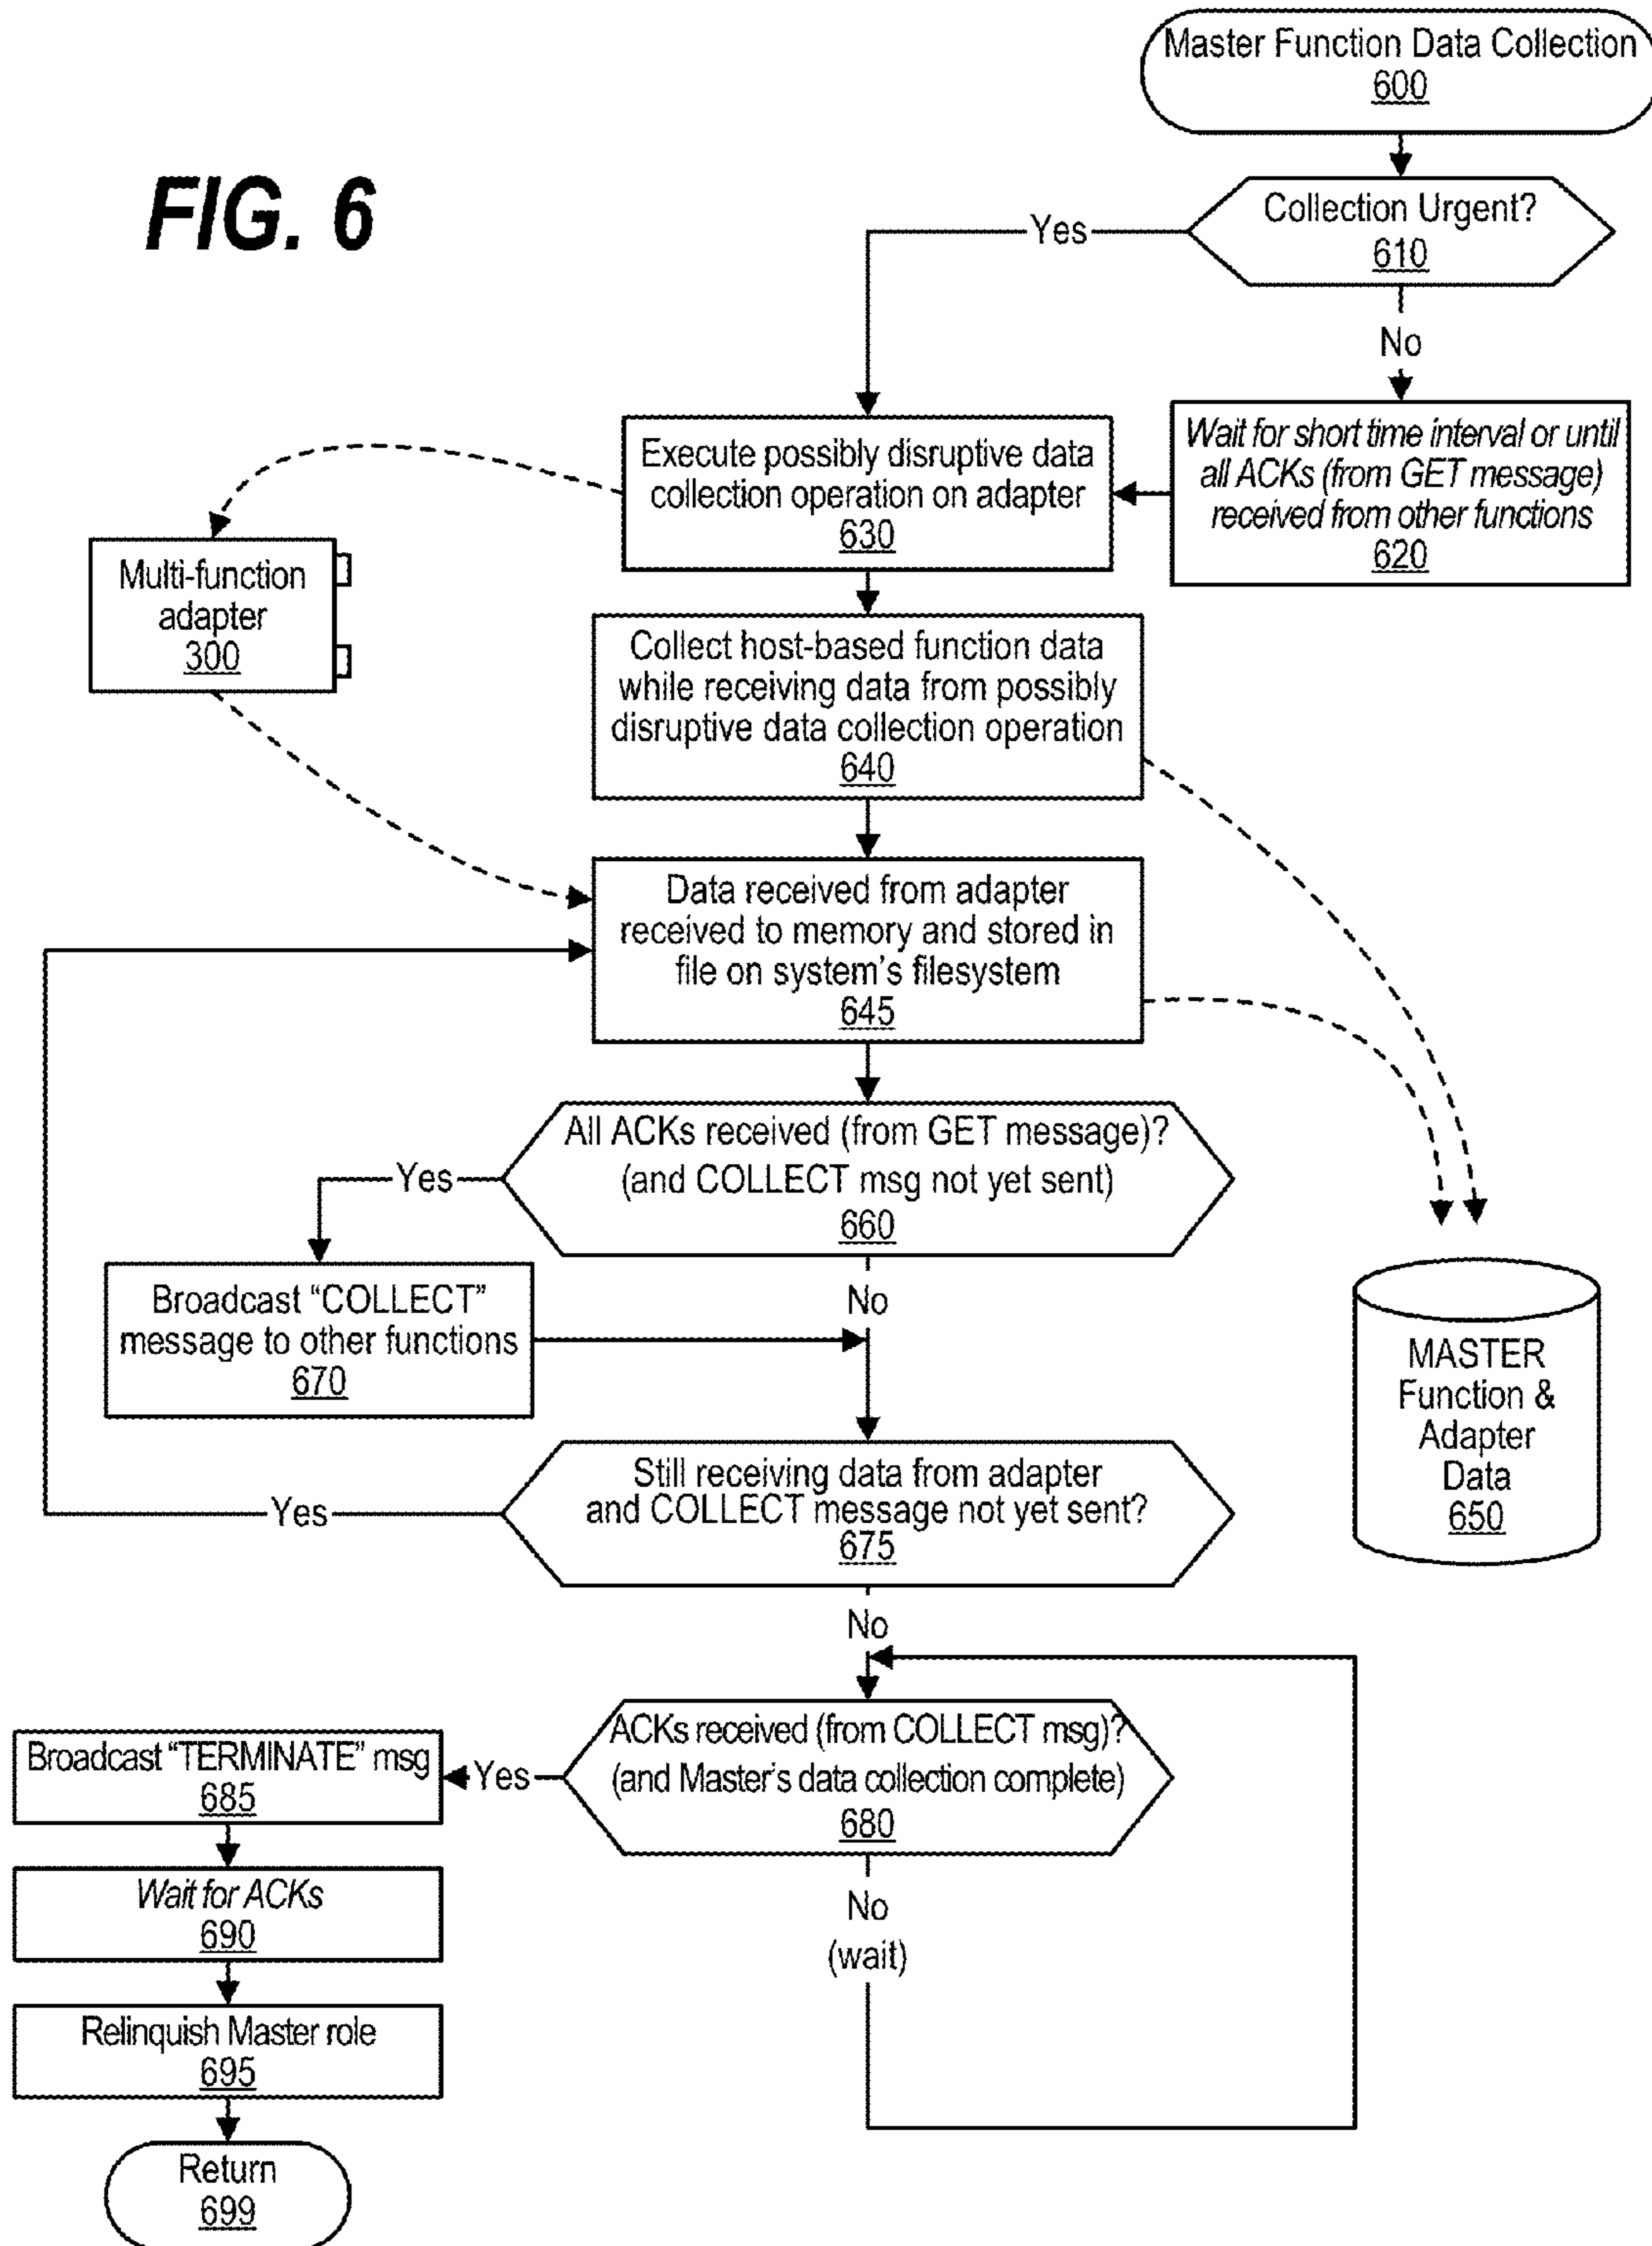 Master Function Data Collection
600
FIG. 6
Collection Urgent?
610
Yes
No
Wait for short time interval or until
all ACKs (from GET message)
received from other functions
620
Execute possibly disruptive data
collection operation on adapter
630
Multi-function
adapter
300
Collect host-based function data
while receiving data from possibly
disruptive data collection operation
640
Data received from adapter
received to memory and stored in
file on system's filesystem
645
All ACKs received (from GET message)?
(and COLLECT msg not yet sent)
660
Yes
No
Broadcast “COLLECT”
message to other functions
670
MASTER
Function &
Adapter
Data
650
Still receiving data from adapter
and COLLECT message not yet sent?
675
Yes
No
ACKs received (from COLLECT msg)?
(and Master's data collection complete)
680
Yes
No
(wait)
Broadcast “TERMINATE” msg
685
Wait for ACKs
690
Relinquish Master role
695
Return
699